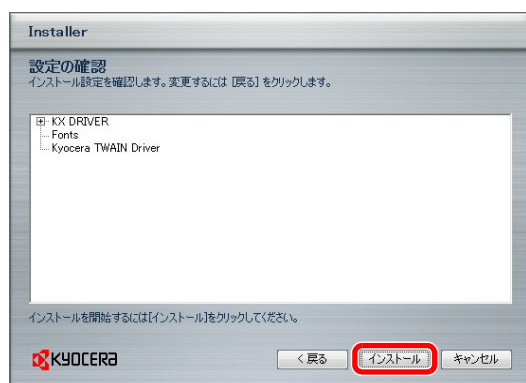 Installer
設定の確認
インストール設定を確認します。変更するには [戻る] をクリックします。
KX DRIVER
Fonts
Kyocera TWAIN Driver
インストールを開始するには[インストール]をクリックしてください。
KYOCERA
< 戻る
インストール
キャンセル